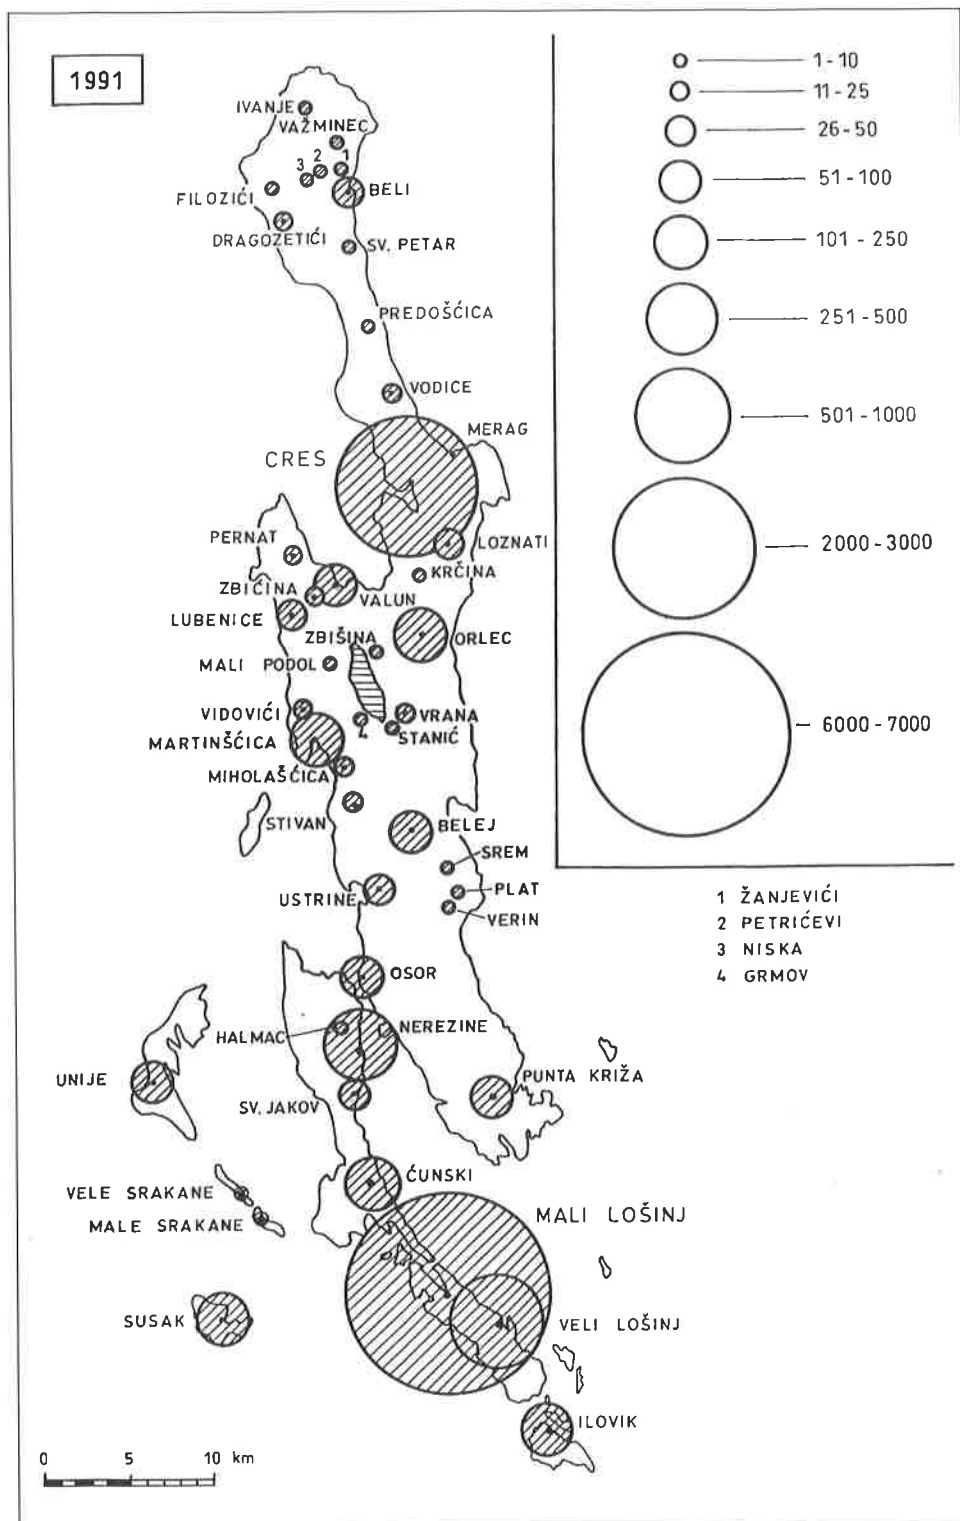 1991
IVANJE
VAŽMINEC
3 2 1
FILOZIĆI
BELI
DRAGOZETIĆI
SV. PETAR
PREDOŠĆICA
VODICE
MERAG
CRES
PERNAT
LOZNATI
KRČINA
ZBIČINA
VALUN
LUBENICE
ZBIŠINA
ORLEC
MALI PODOL
VIDOVIĆI
4
VRANA
STANIĆ
MARTINŠĆICA
MIHOLAŠĆICA
STIVAN
BELEJ
SREM
USTRINE
PLAT
VERIN
OSOR
HALMAC
NEREZINE
UNIJE
PUNTA KRIŽA
SV. JAKOV
ĆUNSKI
VELE SRAKANE
MALE SRAKANE
MALI LOŠINJ
SUSAK
VELI LOŠINJ
ILOVIK
0 5 10 km
1-10
11-25
26-50
51-100
101-250
251-500
501-1000
2000-3000
6000-7000
1 ŽANJEVIĆI
2 PETRIĆEVI
3 NISKA
4 GRMOV